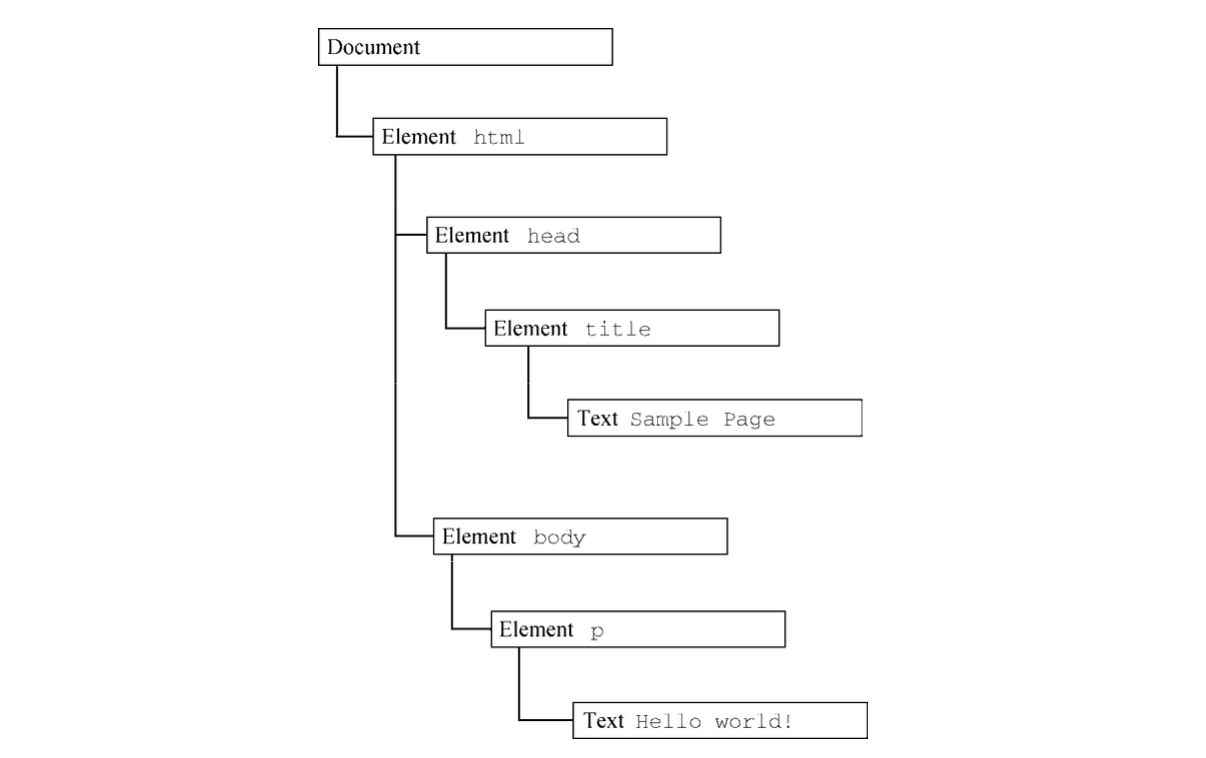 Document
Element html
Element head
Element title
Text Sample Page
Element body
Element p
Text Hello world!